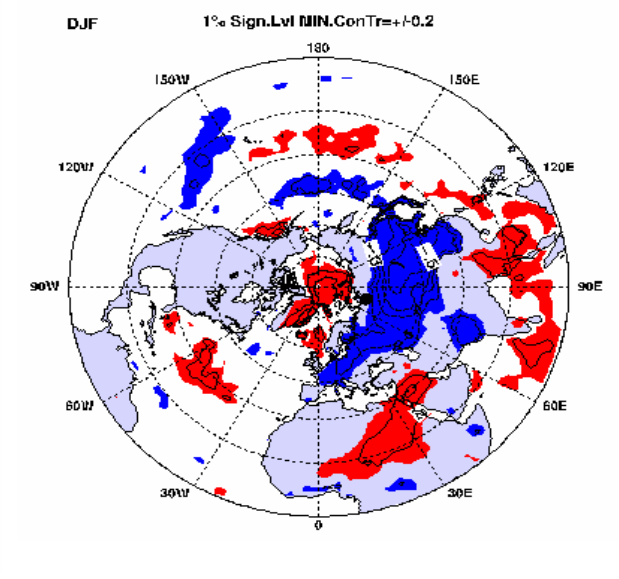 DJF
1‰ Sign.Lvl MIN.ConTr=+/-0.2
180
150W
150E
120W
120E
90W
90E
60W
60E
30W
30E
0